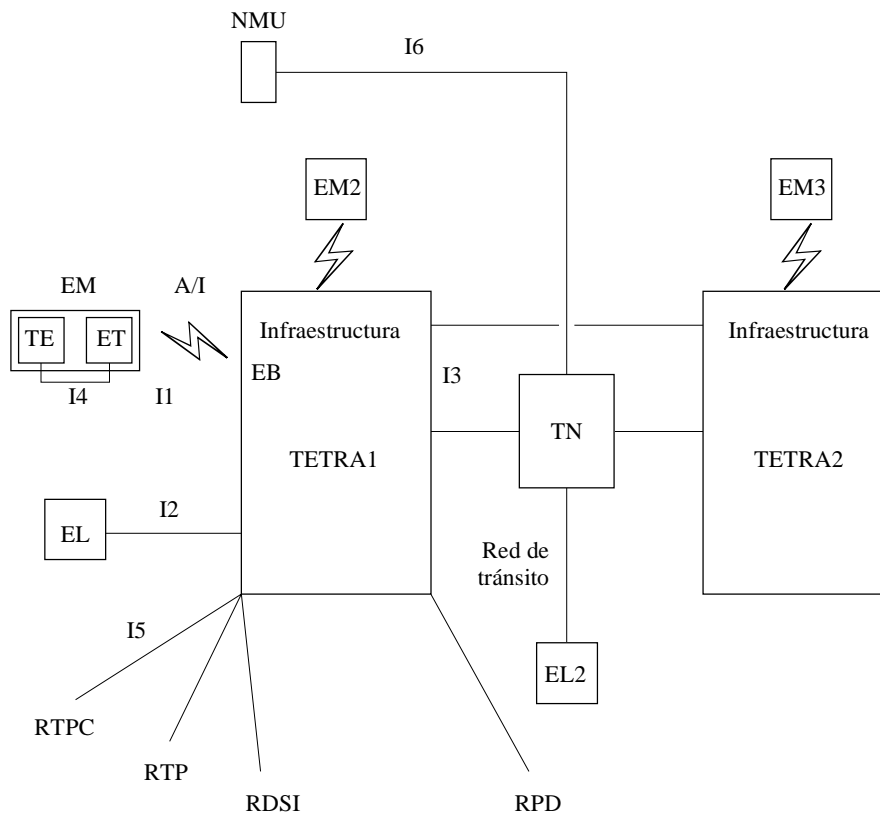 NMU
I6
EM2
EM3
EM
A/I
TE
ET
I4
I1
Infraestructura
EB
I3
TETRA1
TN
Infraestructura
TETRA2
EL
I2
Red de
tránsito
I5
EL2
RTPC
RTP
RDSI
RPD